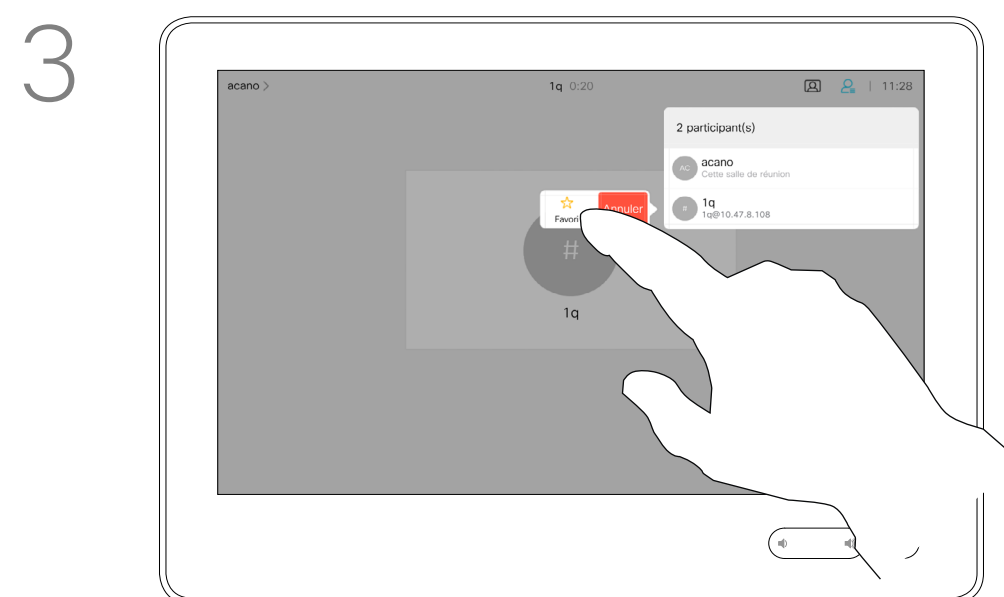 3
acano >
1q 0:20
| 11:28
2 participant(s)
AC
acano
Cette salle de réunion
#
1q
1q@10.47.8.108
Favori
Annuler
#
1q